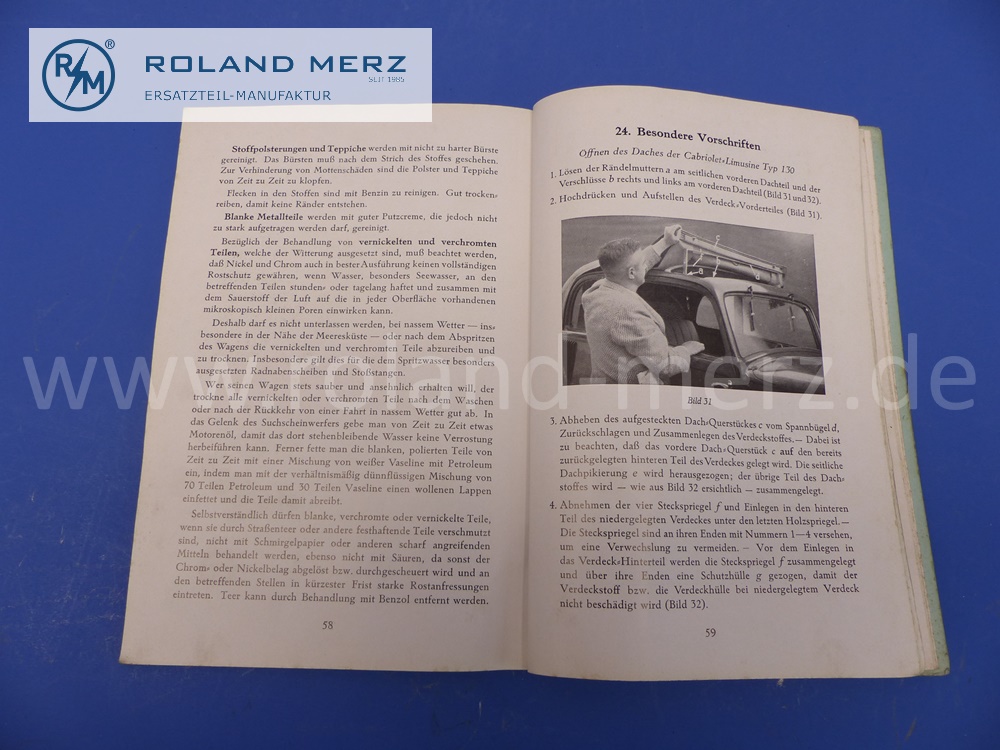 R/M®
ROLAND MERZ
SEIT 1985
ERSATZTEIL-MANUFAKTUR
www.roland-merz.de
Stoffpolsterungen und Teppiche werden mit nicht zu harter Bürste
gereinigt. Das Bürsten muß nach dem Strich des Stoffes geschehen.
Zur Verhinderung von Mottenschäden sind die Polster und Teppiche
von Zeit zu Zeit zu klopfen.
Flecken in den Stoffen sind mit Benzin zu reinigen. Gut trocken-
reiben, damit keine Ränder entstehen.
Blanke Metallteile werden mit guter Putzcreme, die jedoch nicht
zu stark aufgetragen werden darf, gereinigt.
Bezüglich der Behandlung von vernickelten und verchromten
Teilen, welche der Witterung ausgesetzt sind, muß beachtet werden,
daß Nickel und Chrom auch in bester Ausführung keinen vollständigen
Rostschutz gewähren, wenn Wasser, besonders Seewasser, an den
betreffenden Teilen stunden- oder tagelang haftet und zusammen mit
dem Sauerstoff der Luft auf die in jeder Oberfläche vorhandenen
mikroskopisch kleinen Poren einwirken kann.
Deshalb darf es nicht unterlassen werden, bei nassem Wetter — ins-
besondere in der Nähe der Meeresküste — oder nach dem Abspritzen
des Wagens die vernickelten und verchromten Teile abzureiben und
zu trocknen. Insbesondere gilt dies für die dem Spritzwasser besonders
ausgesetzten Radnabenscheiben und Stoßstangen.
Wer seinen Wagen stets sauber und ansehnlich erhalten will, der
trockne alle vernickelten oder verchromten Teile nach dem Waschen
oder nach der Rückkehr von einer Fahrt in nassem Wetter gut ab. In
das Gelenk des Suchscheinwerfers gebe man von Zeit zu Zeit etwas
Motorenöl, damit das dort stehenbleibende Wasser keine Verrostung
herbeiführen kann. Ferner fette man die blanken, polierten Teile von
Zeit zu Zeit mit einer Mischung von weißer Vaseline mit Petroleum
ein, indem man mit der verhältnismäßig dünnflüssigen Mischung von
70 Teilen Petroleum und 30 Teilen Vaseline einen wollenen Lappen
einfettet und die Teile damit abreibt.
Selbstverständlich dürfen blanke, verchromte oder vernickelte Teile,
wenn sie durch Straßenteer oder andere festhaftende Teile verschmutzt
sind, nicht mit Schmirgelpapier oder anderen scharf angreifenden
Mitteln behandelt werden, ebenso nicht mit Säuren, da sonst der
Chrom- oder Nickelbelag abgelöst bzw. durchgescheuert wird und an
den betreffenden Stellen in kürzester Frist starke Rostanfressungen
eintreten. Teer kann durch Behandlung mit Benzol entfernt werden.
58
24. Besondere Vorschriften
Öffnen des Daches der Cabriolet-Limusine Typ 130
1. Lösen der Rändelmuttern a am seitlichen vorderen Dachteil und der
Verschlüsse b rechts und links am vorderen Dachteil (Bild 31 und 32).
2. Hochdrücken und Aufstellen des Verdeck-Vorderteiles (Bild 31).
Bild 31
3. Abheben des aufgesteckten Dach-Querstückes c vom Spannbügel d,
Zurückschlagen und Zusammenlegen des Verdeckstoffes. — Dabei ist
zu beachten, daß das vordere Dach-Querstück c auf den bereits
zurückgelegten hinteren Teil des Verdeckes gelegt wird. Die seitliche
Dachpikierung e wird herausgezogen; der übrige Teil des Dach-
stoffes wird — wie aus Bild 32 ersichtlich — zusammengelegt.
4. Abnehmen der vier Steckspriegel f und Einlegen in den hinteren
Teil des niedergelegten Verdeckes unter den letzten Holzspriegel. —
Die Steckspriegel sind an ihren Enden mit Nummern 1—4 versehen,
um eine Verwechslung zu vermeiden. — Vor dem Einlegen in
das Verdeck-Hinterteil werden die Steckspriegel f zusammengelegt
und über ihre Enden eine Schutzhülle g gezogen, damit der
Verdeckstoff bzw. die Verdeckhülle bei niedergelegtem Verdeck
nicht beschädigt wird (Bild 32).
59